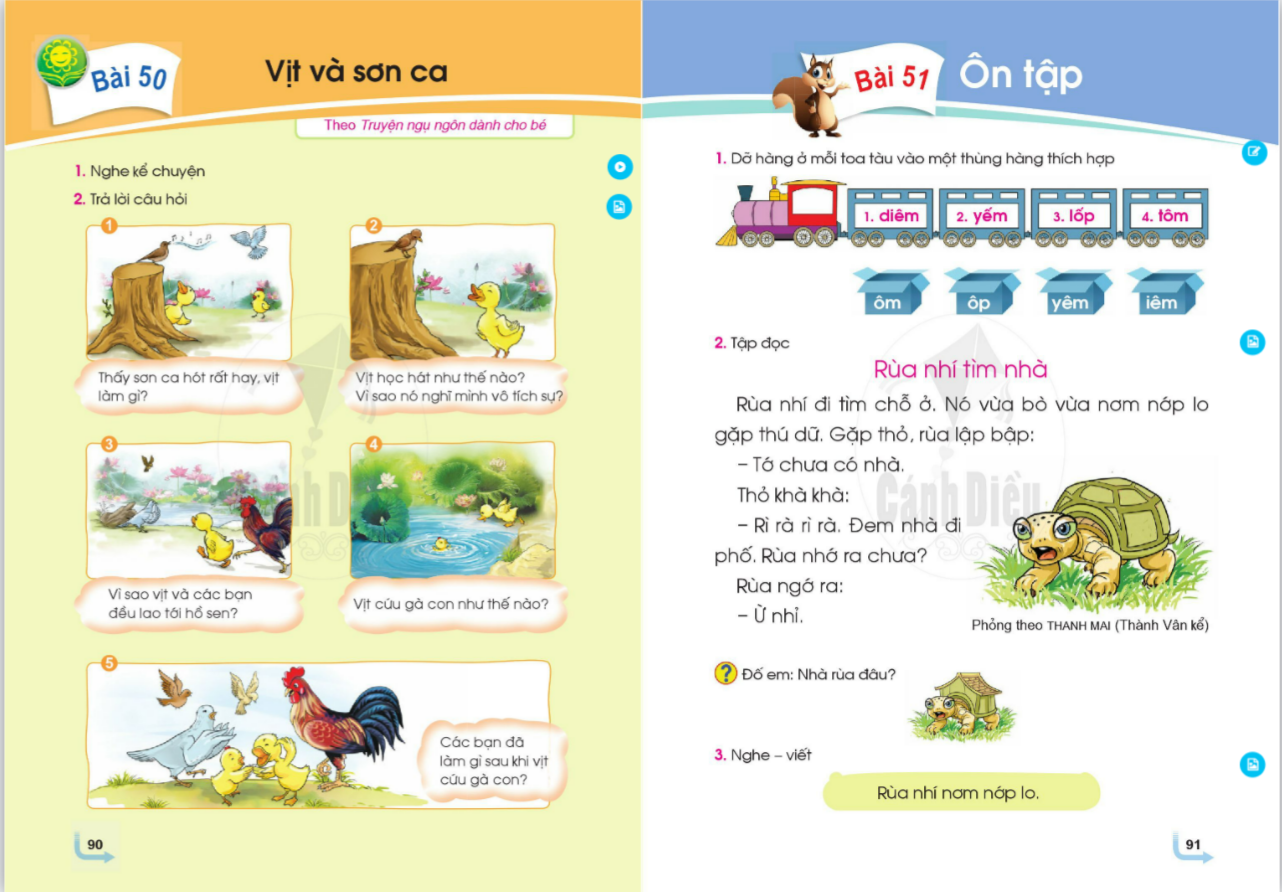 Bài 50
Vịt và sơn ca
Theo Truyện ngụ ngôn dành cho bé
1. Nghe kể chuyện
2. Trả lời câu hỏi
1
2
Thấy sơn ca hót rất hay, vịt
làm gì?
Vịt học hát như thế nào?
Vì sao nó nghĩ mình vô tích sự?
3
4
Vì sao vịt và các bạn
đều lao tới hồ sen?
Vịt cứu gà con như thế nào?
5
Các bạn đã
làm gì sau khi vịt
cứu gà con?
90
Bài 51
Ôn tập
1. Dỡ hàng ở mỗi toa tàu vào một thùng hàng thích hợp
1. diêm
2. yếm
3. lốp
4. tôm
ôm
ôp
yêm
iêm
2. Tập đọc
Rùa nhí tìm nhà
Rùa nhí đi tìm chỗ ở. Nó vừa bò vừa nơm nớp lo
gặp thú dữ. Gặp thỏ, rùa lập bập:
– Tớ chưa có nhà.
Thỏ khà khà:
– Rì rà rì rà. Đem nhà đi
phố. Rùa nhớ ra chưa?
Rùa ngớ ra:
– Ừ nhỉ.
Phỏng theo THANH MAI (Thành Vân kể)
? Đố em: Nhà rùa đâu?
3. Nghe – viết
Rùa nhí nơm nớp lo.
91
Cánh Diều
Cánh Diều